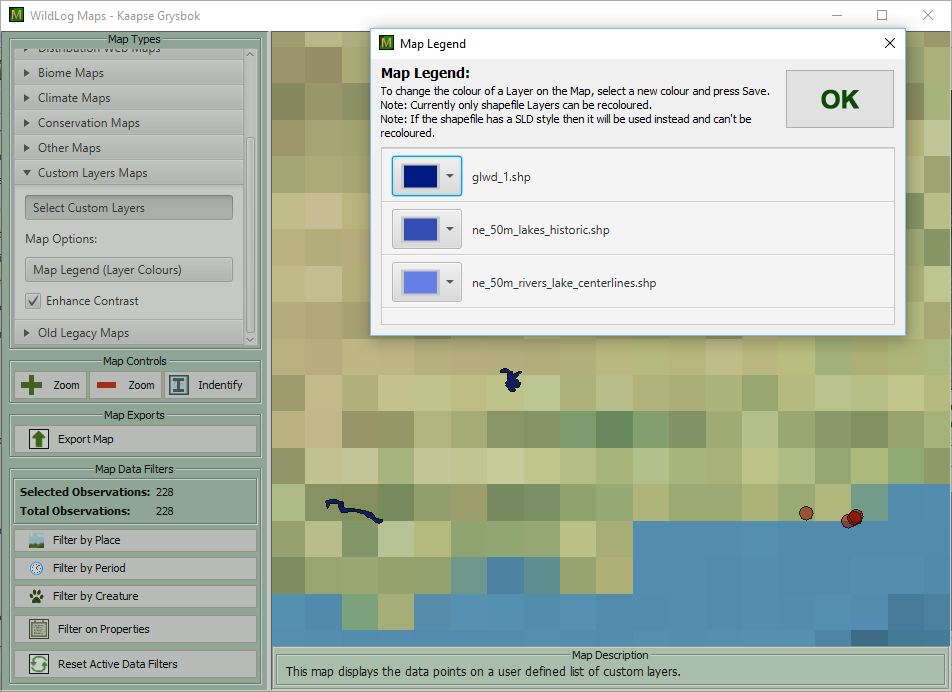 WildLog Maps - Kaapse Grysbok
Map Types
Distribution Web Maps
Biome Maps
Climate Maps
Conservation Maps
Other Maps
Custom Layers Maps
Select Custom Layers
Map Options:
Map Legend (Layer Colours)
Enhance Contrast
Old Legacy Maps
Map Controls
Zoom
Zoom
Indentify
Map Exports
Export Map
Map Data Filters
Selected Observations: 228
Total Observations: 228
Filter by Place
Filter by Period
Filter by Creature
Filter on Properties
Reset Active Data Filters
Map Legend
Map Legend:
To change the colour of a Layer on the Map, select a new colour and press Save.
Note: Currently only shapefile Layers can be recoloured.
Note: If the shapefile has a SLD style then it will be used instead and can't be
recoloured.
OK
glwd_1.shp
ne_50m_lakes_historic.shp
ne_50m_rivers_lake_centerlines.shp
Map Description
This map displays the data points on a user defined list of custom layers.